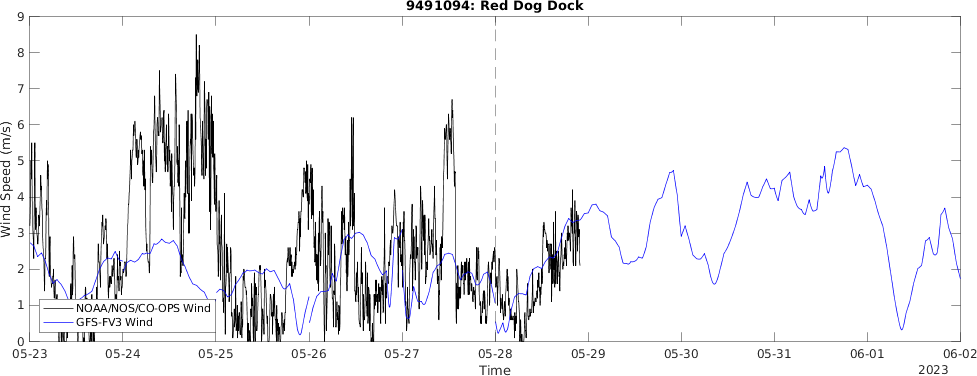 9491094: Red Dog Dock
Wind Speed (m/s)
9
8
7
6
5
4
3
2
1
0
NOAA/NOS/CO-OPS Wind
GFS-FV3 Wind
05-23 05-24 05-25 05-26 05-27 05-28 05-29 05-30 05-31 06-01 06-02
Time
2023